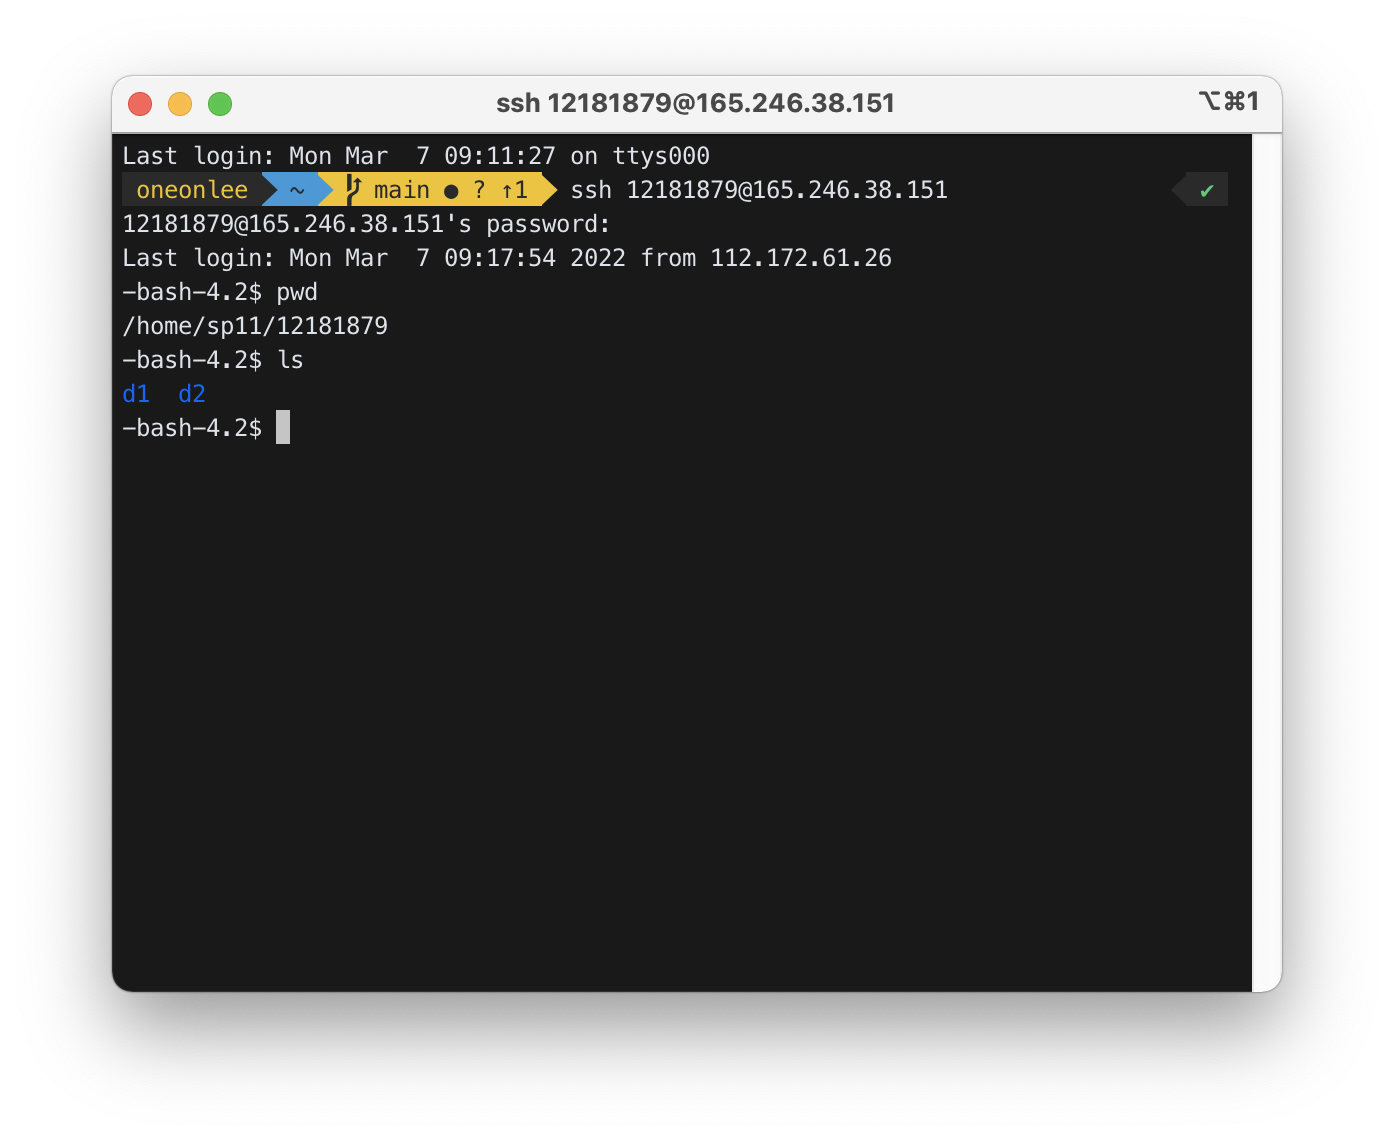 ssh 12181879@165.246.38.151 ⌥⌘1
Last login: Mon Mar  7 09:11:27 on ttys000
oneonlee ~ main ● ? ↑1 ssh 12181879@165.246.38.151 ✔
12181879@165.246.38.151's password:
Last login: Mon Mar  7 09:17:54 2022 from 112.172.61.26
-bash-4.2$ pwd
/home/sp11/12181879
-bash-4.2$ ls
d1  d2
-bash-4.2$